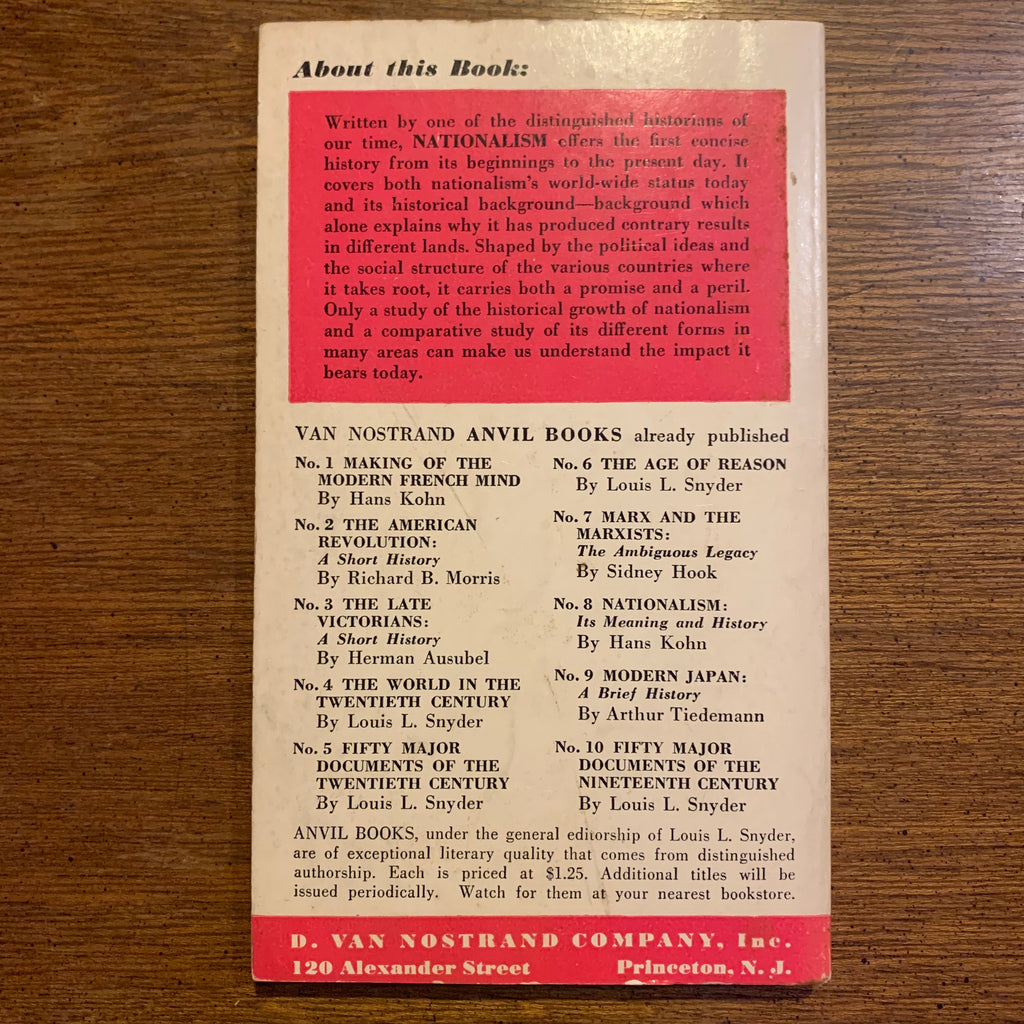 About this Book:
Written by one of the distinguished historians of
our time, NATIONALISM offers the first concise
history from its beginnings to the present day. It
covers both nationalism's world-wide status today
and its historical background—background which
alone explains why it has produced contrary results
in different lands. Shaped by the political ideas and
the social structure of the various countries where
it takes root, it carries both a promise and a peril.
Only a study of the historical growth of nationalism
and a comparative study of its different forms in
many areas can make us understand the impact it
bears today.
VAN NOSTRAND ANVIL BOOKS already published
No. 1 MAKING OF THE
MODERN FRENCH MIND
By Hans Kohn
No. 2 THE AMERICAN
REVOLUTION:
A Short History
By Richard B. Morris
No. 3 THE LATE
VICTORIANS:
A Short History
By Herman Ausubel
No. 4 THE WORLD IN THE
TWENTIETH CENTURY
By Louis L. Snyder
No. 5 FIFTY MAJOR
DOCUMENTS OF THE
TWENTIETH CENTURY
By Louis L. Snyder
No. 6 THE AGE OF REASON
By Louis L. Snyder
No. 7 MARX AND THE
MARXISTS:
The Ambiguous Legacy
By Sidney Hook
No. 8 NATIONALISM:
Its Meaning and History
By Hans Kohn
No. 9 MODERN JAPAN:
A Brief History
By Arthur Tiedemann
No. 10 FIFTY MAJOR
DOCUMENTS OF THE
NINETEENTH CENTURY
By Louis L. Snyder
ANVIL BOOKS, under the general editorship of Louis L. Snyder,
are of exceptional literary quality that comes from distinguished
authorship. Each is priced at $1.25. Additional titles will be
issued periodically. Watch for them at your nearest bookstore.
D. VAN NOSTRAND COMPANY, Inc.
120 Alexander Street Princeton, N. J.